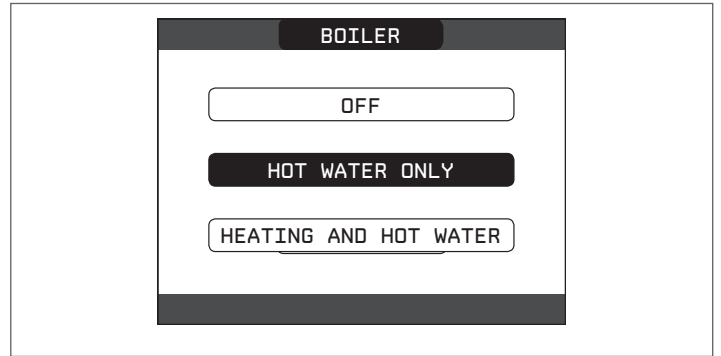 BOILER
OFF
HOT WATER ONLY
HEATING AND HOT WATER